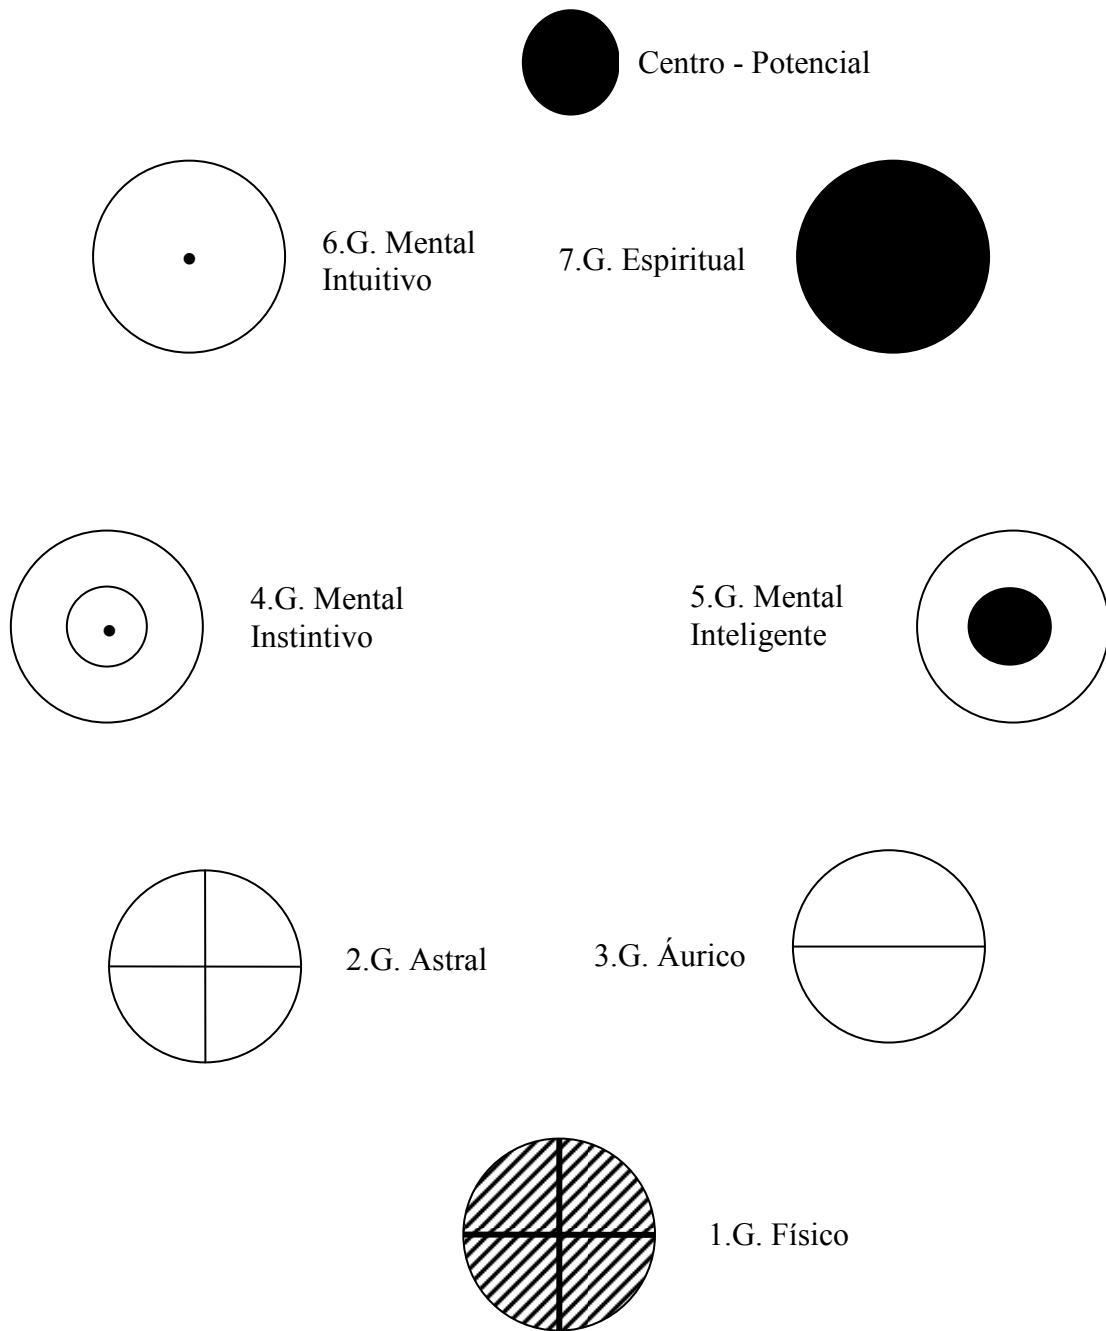 Centro - Potencial
6.G. Mental
Intuitivo
7.G. Espiritual
4.G. Mental
Instintivo
5.G. Mental
Inteligente
2.G. Astral
3.G. Áurico
1.G. Físico